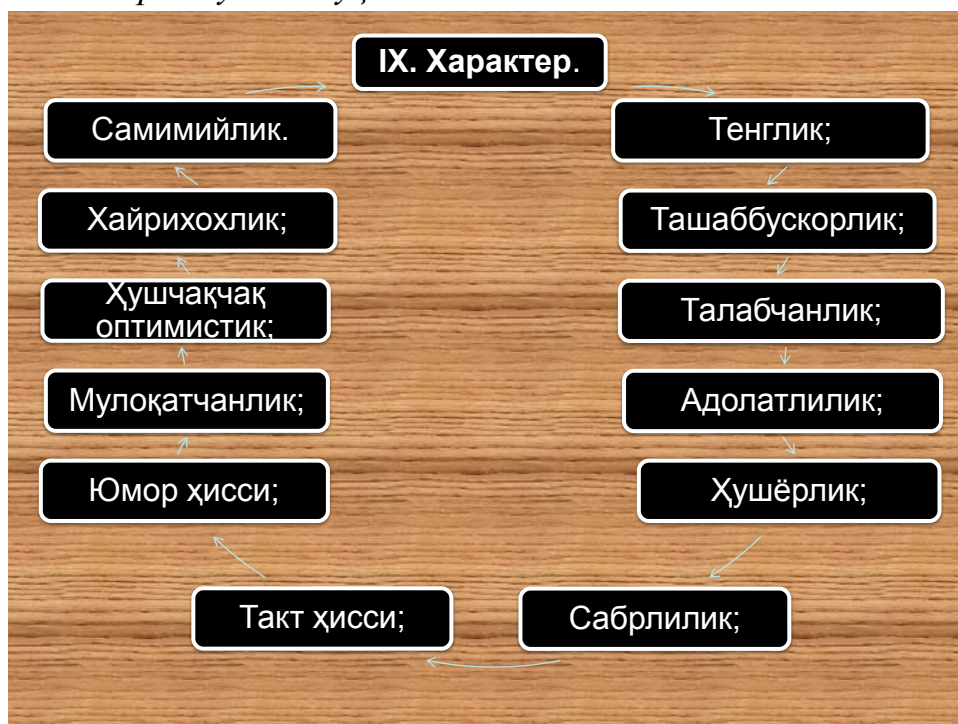 IX. Характер.
Тенглик;
Ташаббускорлик;
Талабчанлик;
Адолатлилик;
Ҳушёрлик;
Сабрлилик;
Такт ҳисси;
Юмор ҳисси;
Мулоқатчанлик;
Ҳушчақчақ
оптимистик;
Хайрихохлик;
Самимийлик.